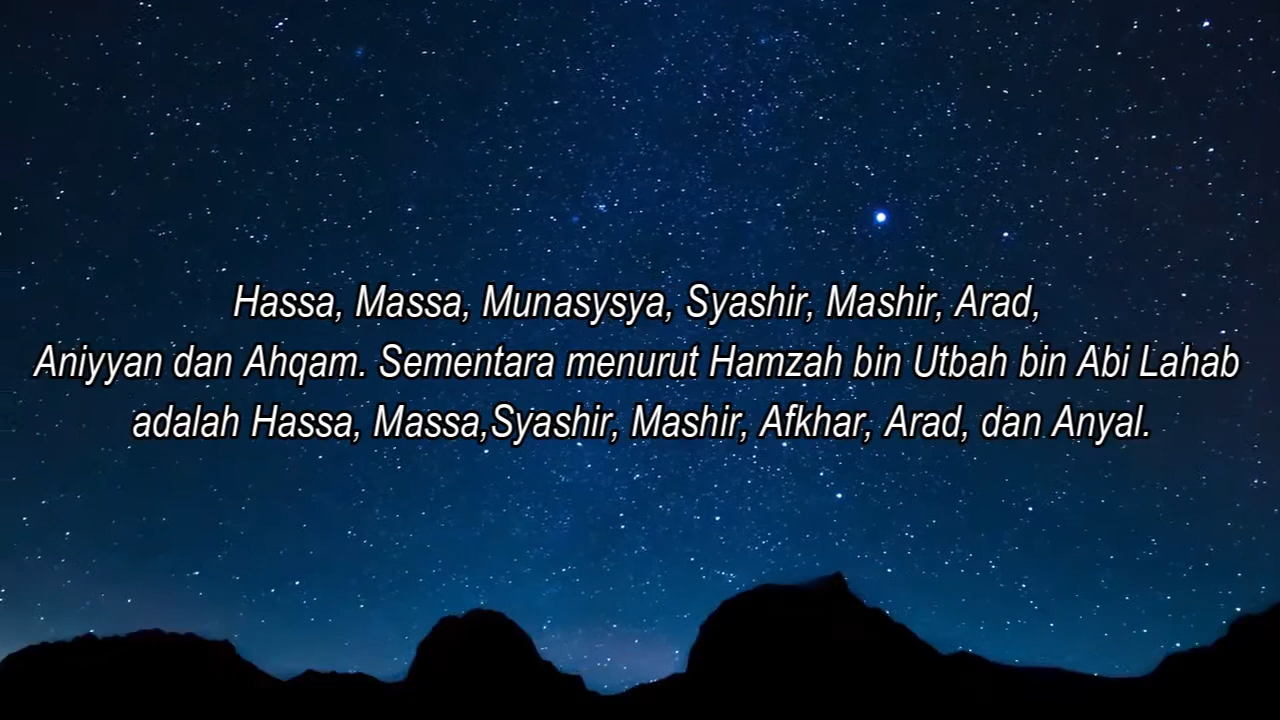 Hassa, Massa, Munasysya, Syashir, Mashir, Arad,
Aniyyan dan Ahqam. Sementara menurut Hamzah bin Utbah bin Abi Lahab
adalah Hassa, Massa,Syashir, Mashir, Afkhar, Arad, dan Anyal.